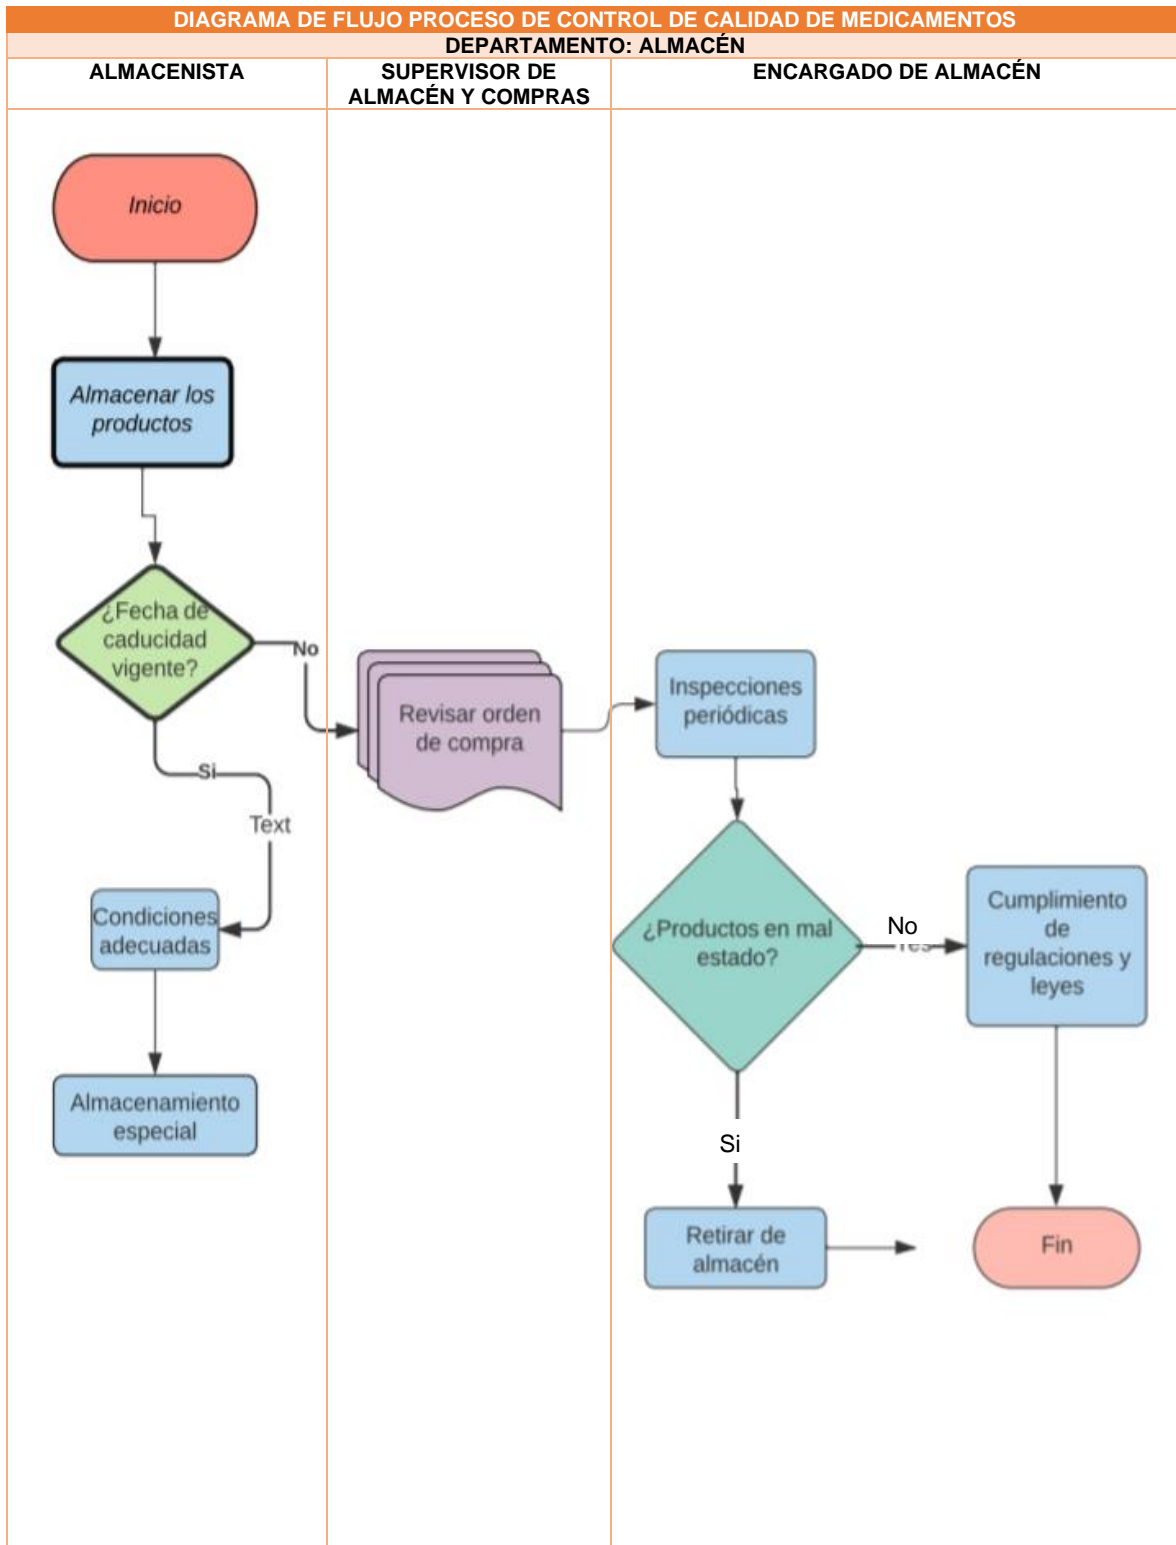 DIAGRAMA DE FLUJO PROCESO DE CONTROL DE CALIDAD DE MEDICAMENTOS
DEPARTAMENTO: ALMACÉN
ALMACENISTA
SUPERVISOR DE
ALMACÉN Y COMPRAS
ENCARGADO DE ALMACÉN
Inicio
Almacenar los
productos
¿Fecha de
caducidad
vigente?
No
Si
Text
Condiciones
adecuadas
Almacenamiento
especial
Revisar orden
de compra
Inspecciones
periódicas
¿Productos en mal
estado?
No
Yes
Si
Cumplimiento
de
regulaciones y
leyes
Retirar de
almacén
Fin